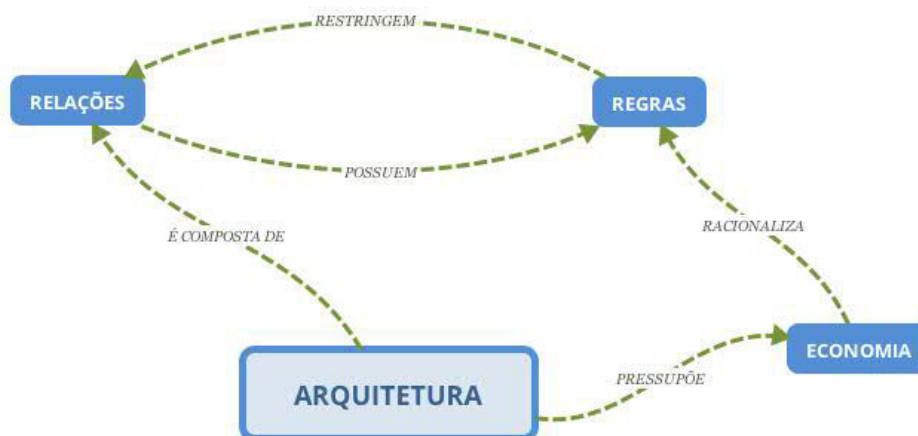 RESTRINGEM
RELAÇÕES
REGRAS
POSSUEM
É COMPOSTA DE
RACIONALIZA
ECONOMIA
PRESSUPÕE
ARQUITETURA